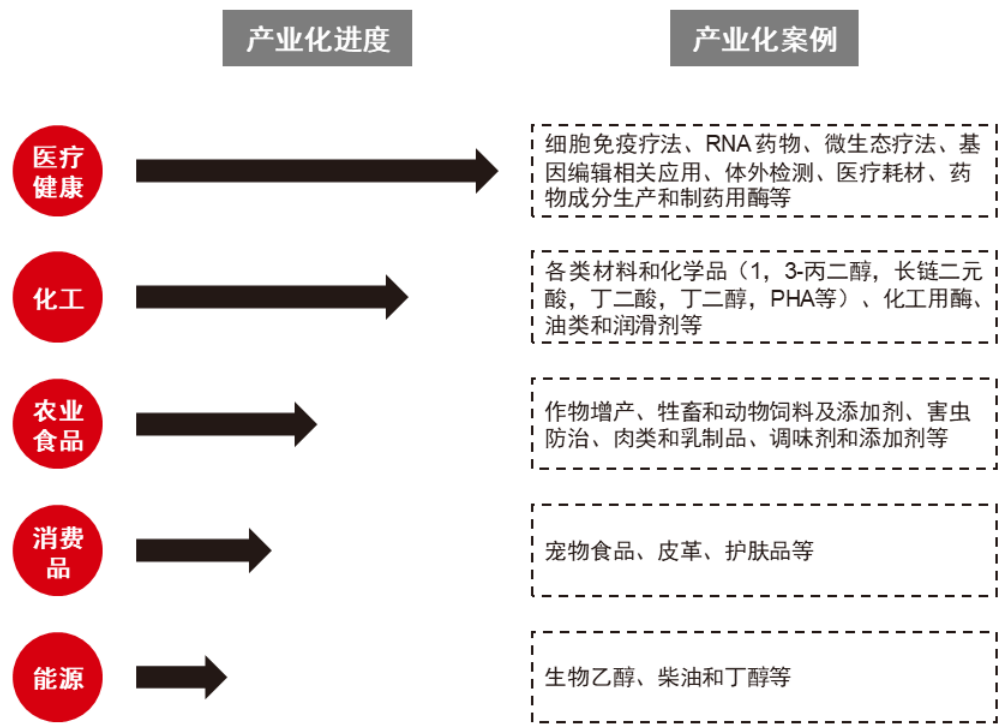 产业化进度
产业化案例
医疗
健康
细胞免疫疗法、RNA药物、微生态疗法、基
因编辑相关应用、体外检测、医疗耗材、药
物成分生产和制药用酶等
化工
各类材料和化学品（1，3-丙二醇，长链二元
酸，丁二酸，丁二醇，PHA等）、化工用酶、
油类和润滑剂等
农业
食品
作物增产、牲畜和动物饲料及添加剂、害虫
防治、肉类和乳制品、调味剂和添加剂等
消费
品
宠物食品、皮革、护肤品等
能源
生物乙醇、柴油和丁醇等